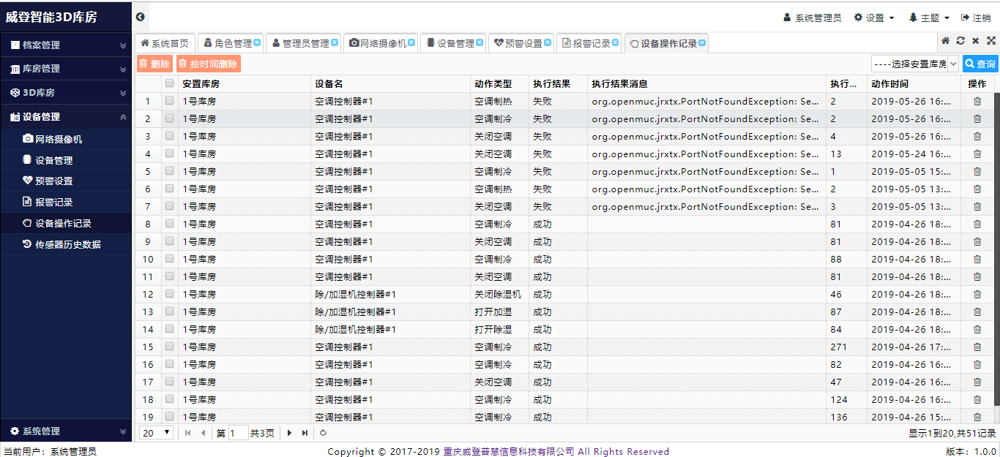 威登智能3D库房
系统管理员 设置 主题 注销
档案管理
库房管理
3D库房
设备管理
网络摄像机
设备管理
预警设置
报警记录
设备操作记录
传感器历史数据
系统管理
系统首页 角色管理 管理员管理 网络摄像机 设备管理 预警设置 报警记录 设备操作记录
删除 按时间删除 ----选择安置库房 查询
安置库房 设备名 动作类型 执行结果 执行结果消息 执行... 动作时间 操作
1 1号库房 空调控制器#1 空调制热 失败 org.openmuc.jrxtx.PortNotFoundException: Se... 2 2019-05-26 16:...
2 1号库房 空调控制器#1 空调制冷 失败 org.openmuc.jrxtx.PortNotFoundException: Se... 2 2019-05-26 16:...
3 1号库房 空调控制器#1 关闭空调 失败 org.openmuc.jrxtx.PortNotFoundException: Se... 4 2019-05-26 16:...
4 1号库房 空调控制器#1 关闭空调 失败 org.openmuc.jrxtx.PortNotFoundException: Se... 13 2019-05-24 16:...
5 1号库房 空调控制器#1 空调制冷 失败 org.openmuc.jrxtx.PortNotFoundException: Se... 1 2019-05-05 15:...
6 1号库房 空调控制器#1 空调制热 失败 org.openmuc.jrxtx.PortNotFoundException: Se... 2 2019-05-05 13:...
7 1号库房 空调控制器#1 关闭空调 失败 org.openmuc.jrxtx.PortNotFoundException: Se... 3 2019-05-05 13:...
8 1号库房 空调控制器#1 空调制冷 成功 81 2019-04-26 18:...
9 1号库房 空调控制器#1 关闭空调 成功 81 2019-04-26 18:...
10 1号库房 空调控制器#1 空调制冷 成功 88 2019-04-26 18:...
11 1号库房 空调控制器#1 关闭空调 成功 81 2019-04-26 18:...
12 1号库房 除/加湿机控制器#1 关闭除湿机 成功 46 2019-04-26 18:...
13 1号库房 除/加湿机控制器#1 打开加湿 成功 87 2019-04-26 18:...
14 1号库房 除/加湿机控制器#1 打开除湿 成功 84 2019-04-26 18:...
15 1号库房 空调控制器#1 空调制冷 成功 271 2019-04-26 17:...
16 1号库房 空调控制器#1 空调制冷 成功 82 2019-04-26 16:...
17 1号库房 空调控制器#1 关闭空调 成功 47 2019-04-26 16:...
18 1号库房 空调控制器#1 空调制冷 成功 124 2019-04-26 16:...
19 1号库房 空调控制器#1 空调制冷 成功 136 2019-04-26 15:...
20 第 1 共3页 显示1到20,共51记录
当前用户: 系统管理员 Copyright © 2017-2019 重庆威登普慧信息科技有限公司 All Rights Reserved 版本: 1.0.0